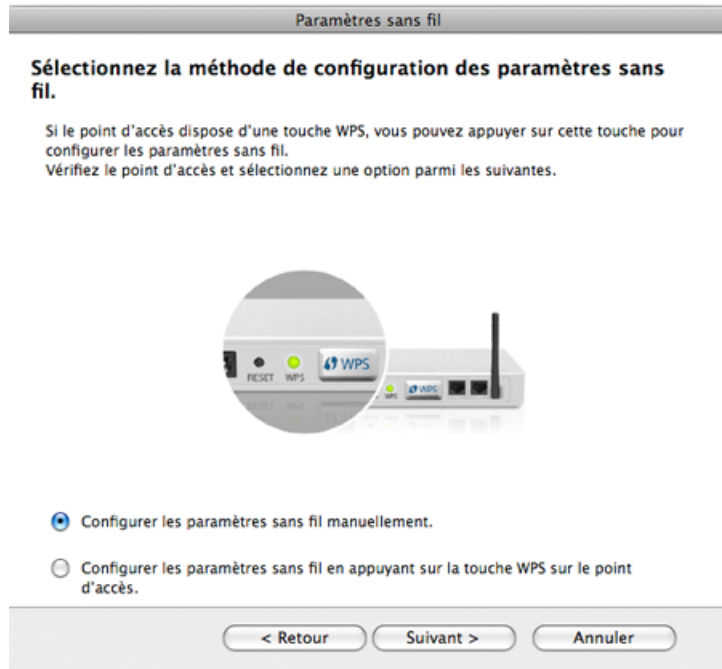 Paramètres sans fil
Sélectionnez la méthode de configuration des paramètres sans
fil.
Si le point d'accès dispose d'une touche WPS, vous pouvez appuyer sur cette touche pour
configurer les paramètres sans fil.
Vérifiez le point d'accès et sélectionnez une option parmi les suivantes.
RESET WPS WPS
WPS WPS
Configurer les paramètres sans fil manuellement.
Configurer les paramètres sans fil en appuyant sur la touche WPS sur le point
d'accès.
< Retour Suivant > Annuler